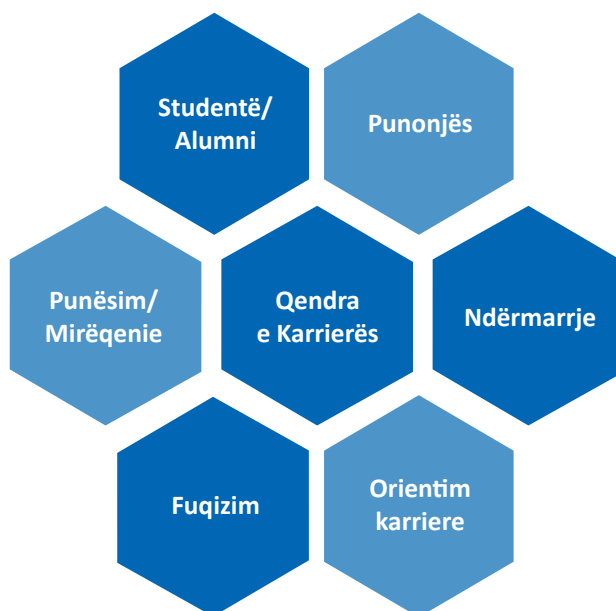 Studentë/
Alumni
Punonjës
Punësim/
Mirëqenie
Qendra
e Karrierës
Ndërmarrje
Fuqizim
Orientim
karriere